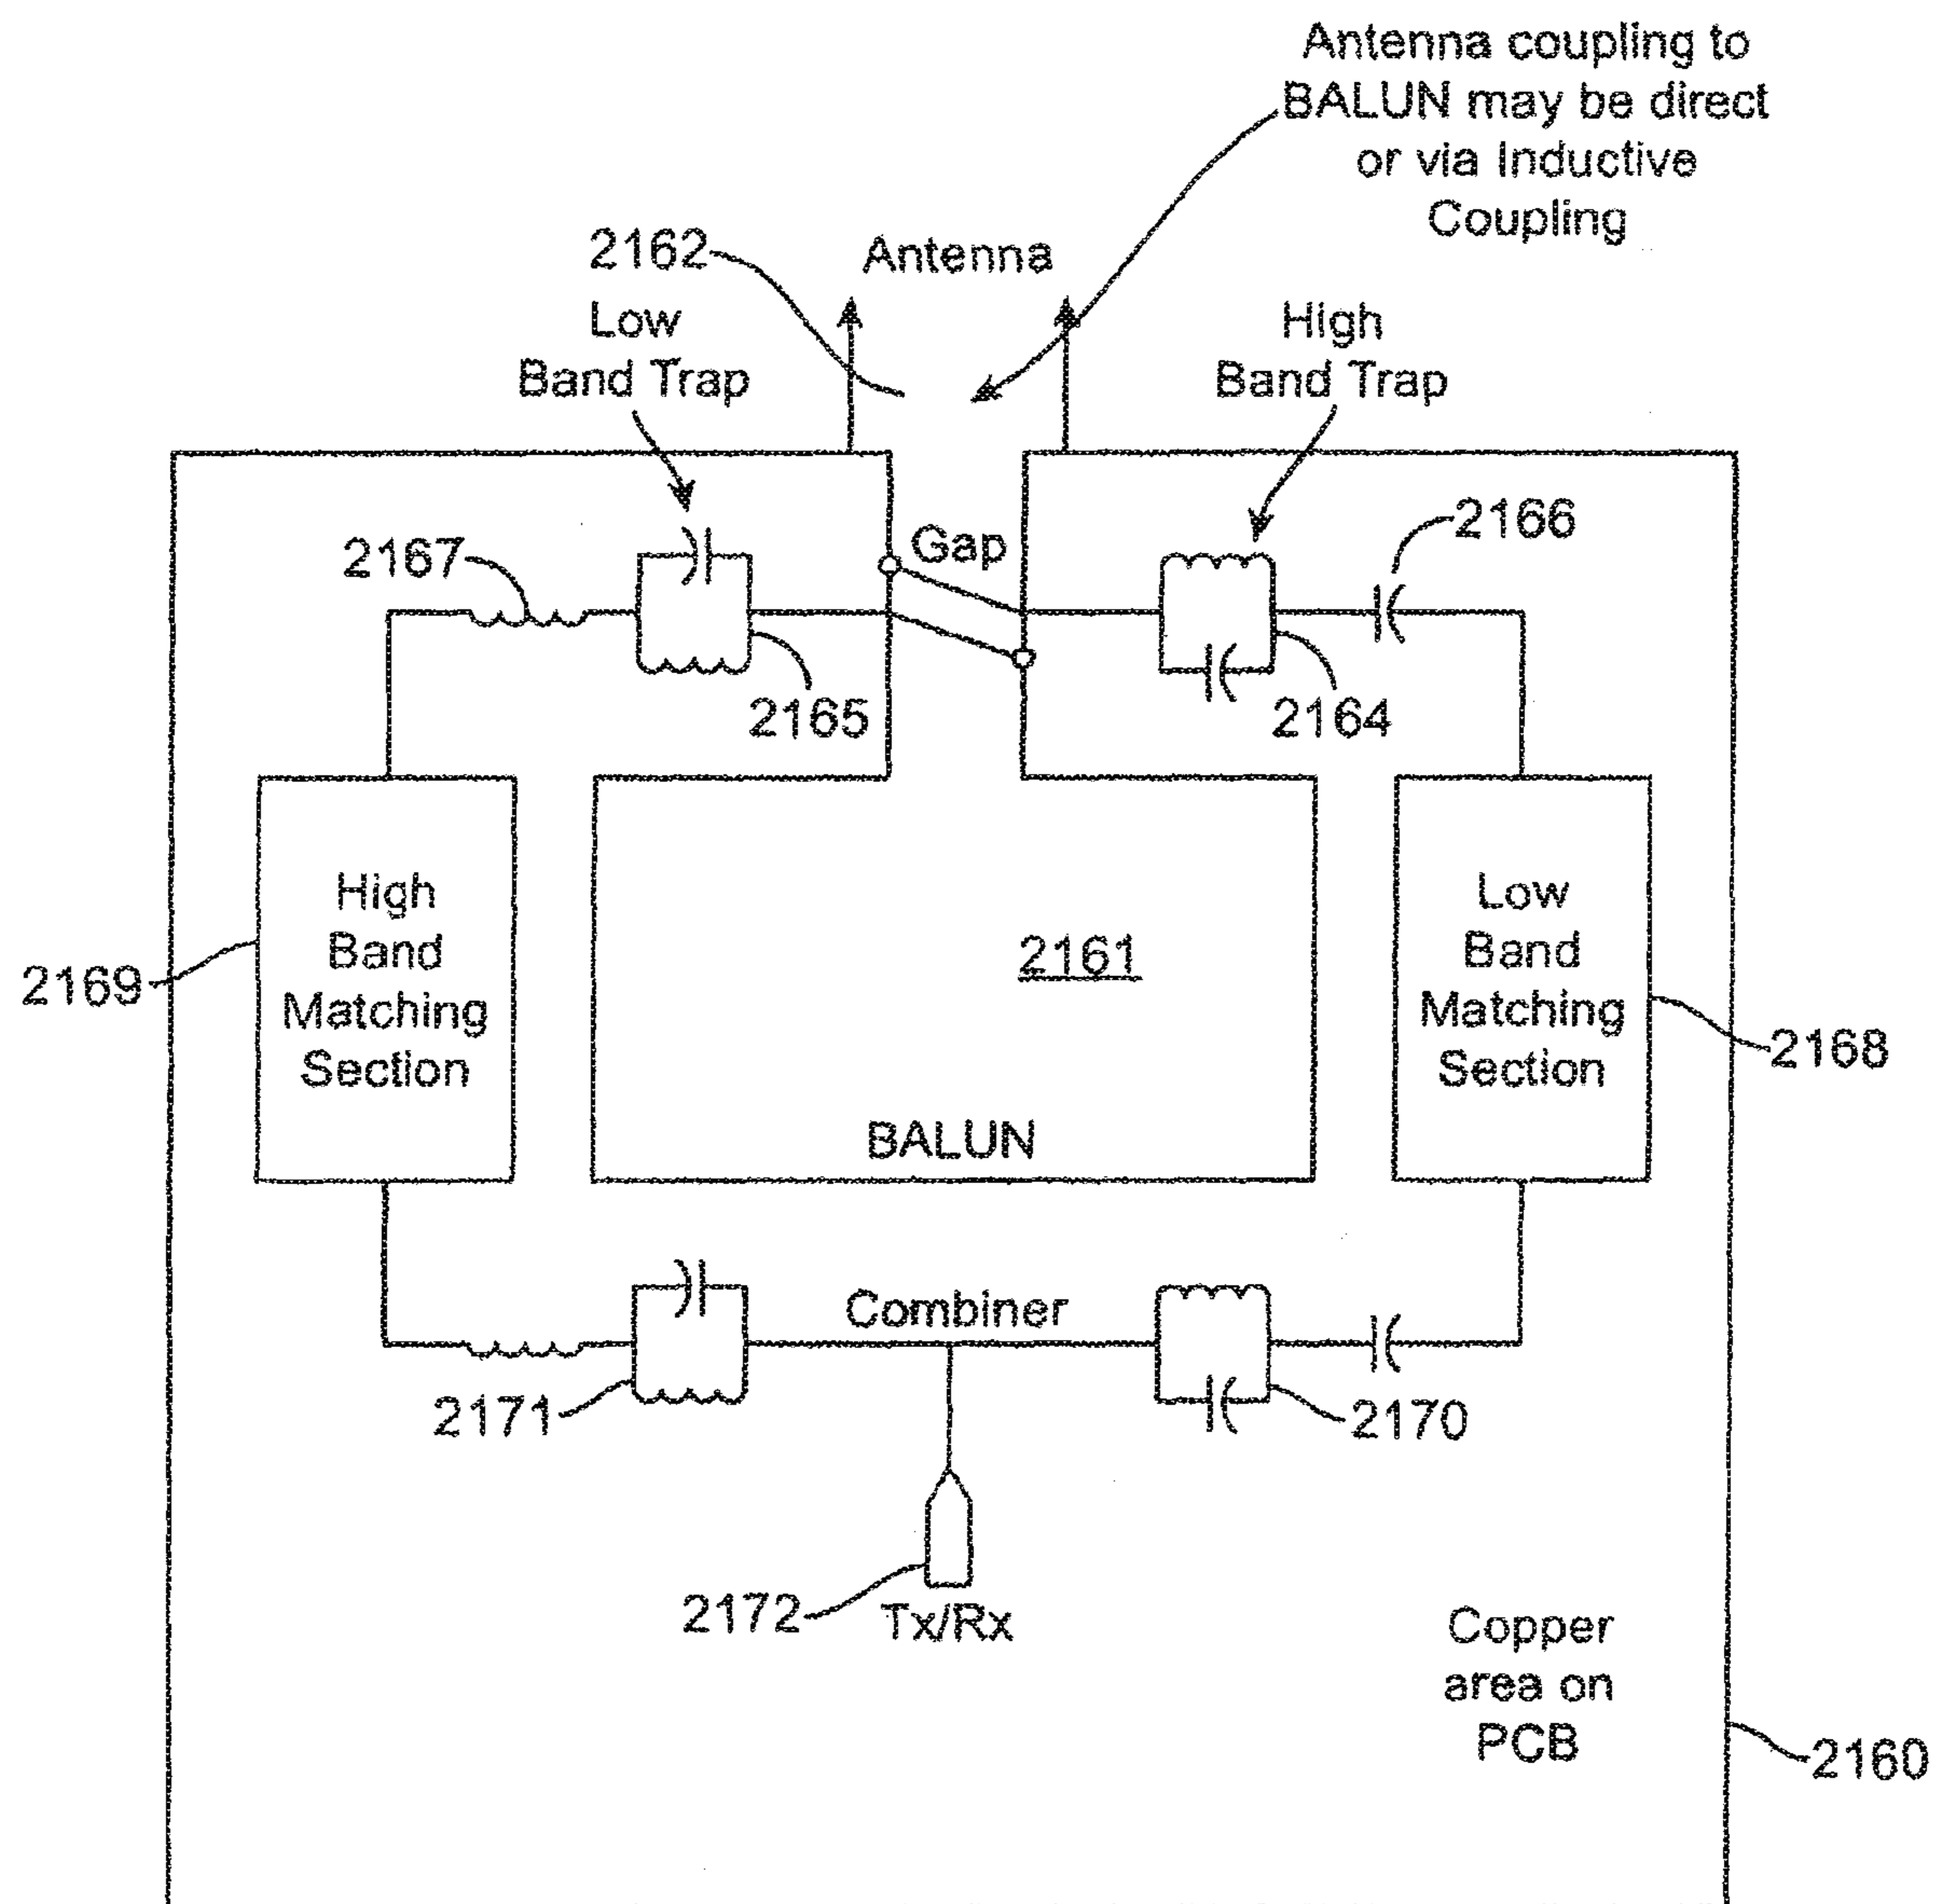 Antenna coupling to
BALUN may be direct
or via Inductive
Coupling
2162
Antenna
Low
Band Trap
High
Band Trap
2167
Gap
2166
2165
2164
High
Band
Matching
Section
2169
2161
BALUN
Low
Band
Matching
Section
2168
Combiner
2171
2170
2172
Tx/Rx
Copper
area on
PCB
2160